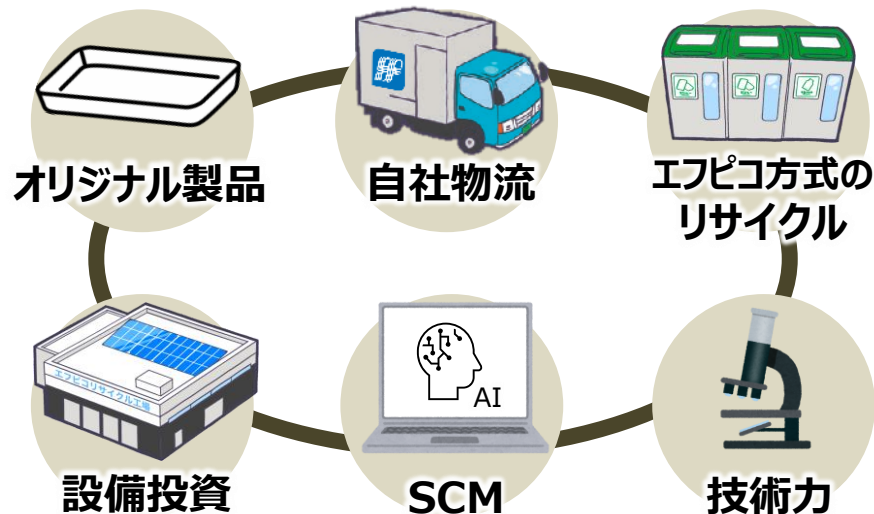 オリジナル製品
自社物流
エフピコ方式の
リサイクル
エフピコリサイクル工場
設備投資
AI
SCM
技術力